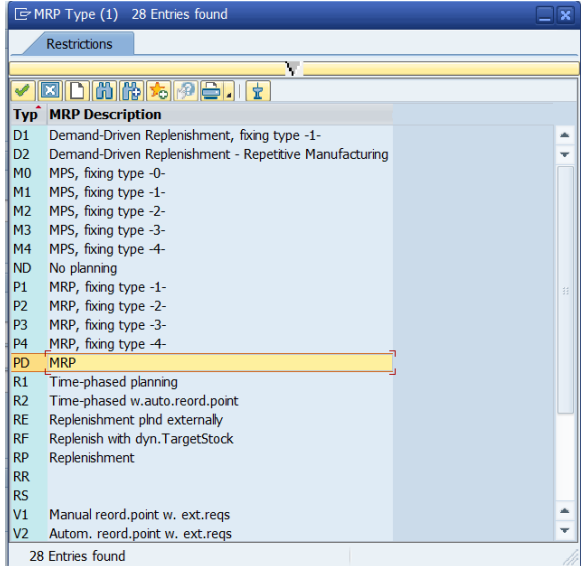 MRP Type (1)   28 Entries found
Restrictions
Typ MRP Description
D1 Demand-Driven Replenishment, fixing type -1-
D2 Demand-Driven Replenishment - Repetitive Manufacturing
M0 MPS, fixing type -0-
M1 MPS, fixing type -1-
M2 MPS, fixing type -2-
M3 MPS, fixing type -3-
M4 MPS, fixing type -4-
ND No planning
P1 MRP, fixing type -1-
P2 MRP, fixing type -2-
P3 MRP, fixing type -3-
P4 MRP, fixing type -4-
PD MRP
R1 Time-phased planning
R2 Time-phased w.auto.reord.point
RE Replenishment plnd externally
RF Replenish with dyn.TargetStock
RP Replenishment
RR
RS
V1 Manual reord.point w. ext.reqs
V2 Autom. reord.point w. ext.reqs
28 Entries found